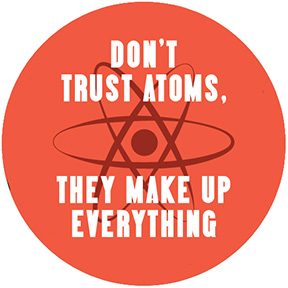 DON'T
TRUST ATOMS,
THEY MAKE UP
EVERYTHING